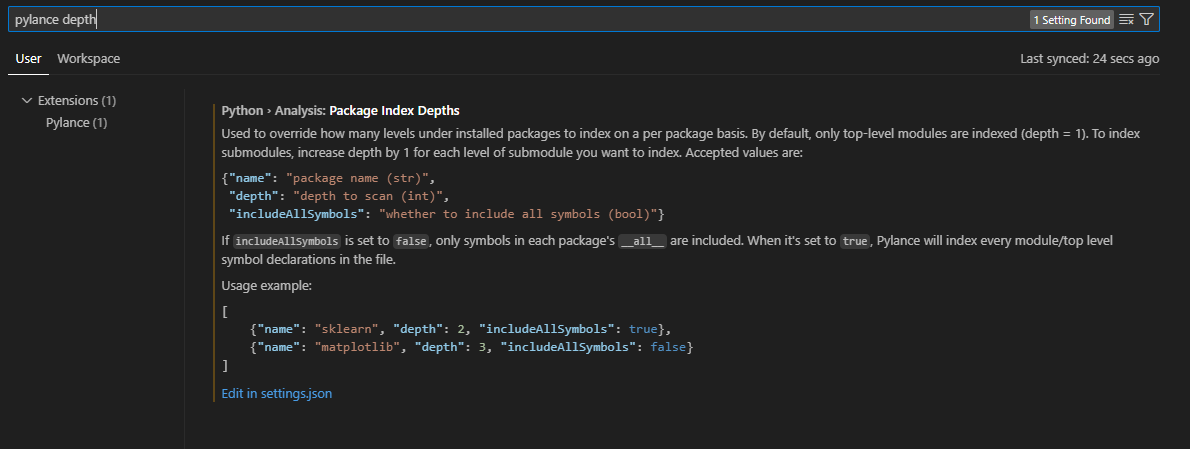 pylance depth
1 Setting Found
User
Workspace
Last synced: 24 secs ago
Extensions (1)
Pylance (1)
Python › Analysis: Package Index Depths
Used to override how many levels under installed packages to index on a per package basis. By default, only top-level modules are indexed (depth = 1). To index
submodules, increase depth by 1 for each level of submodule you want to index. Accepted values are:
{"name": "package name (str)",
 "depth": "depth to scan (int)",
 "includeAllSymbols": "whether to include all symbols (bool)"}
If includeAllSymbols is set to false, only symbols in each package's __all__ are included. When it's set to true, Pylance will index every module/top level
symbol declarations in the file.
Usage example:
[
    {"name": "sklearn", "depth": 2, "includeAllSymbols": true},
    {"name": "matplotlib", "depth": 3, "includeAllSymbols": false}
]
Edit in settings.json